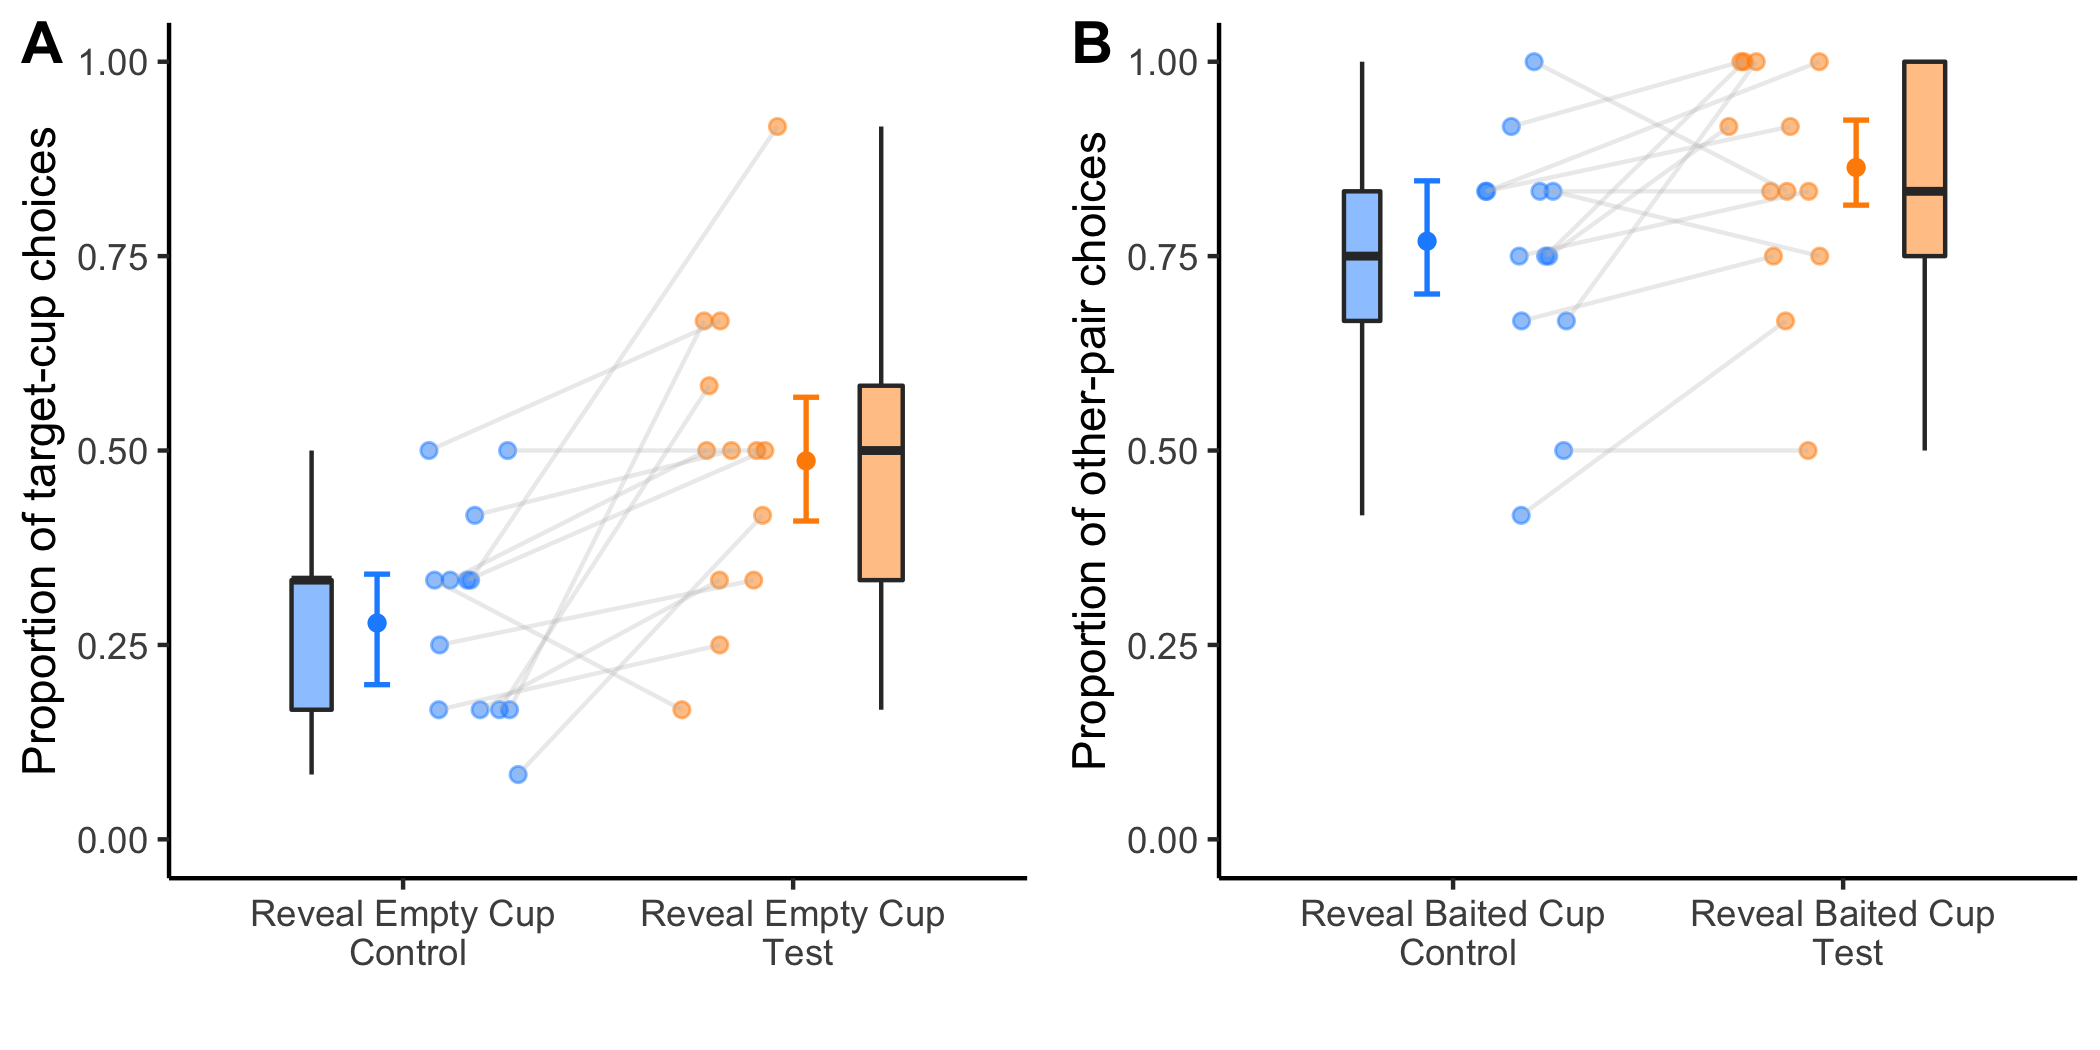 A
Proportion of target-cup choices
1.00
0.75
0.50
0.25
0.00
Reveal Empty Cup
Control
Reveal Empty Cup
Test
B
Proportion of other-pair choices
1.00
0.75
0.50
0.25
0.00
Reveal Baited Cup
Control
Reveal Baited Cup
Test